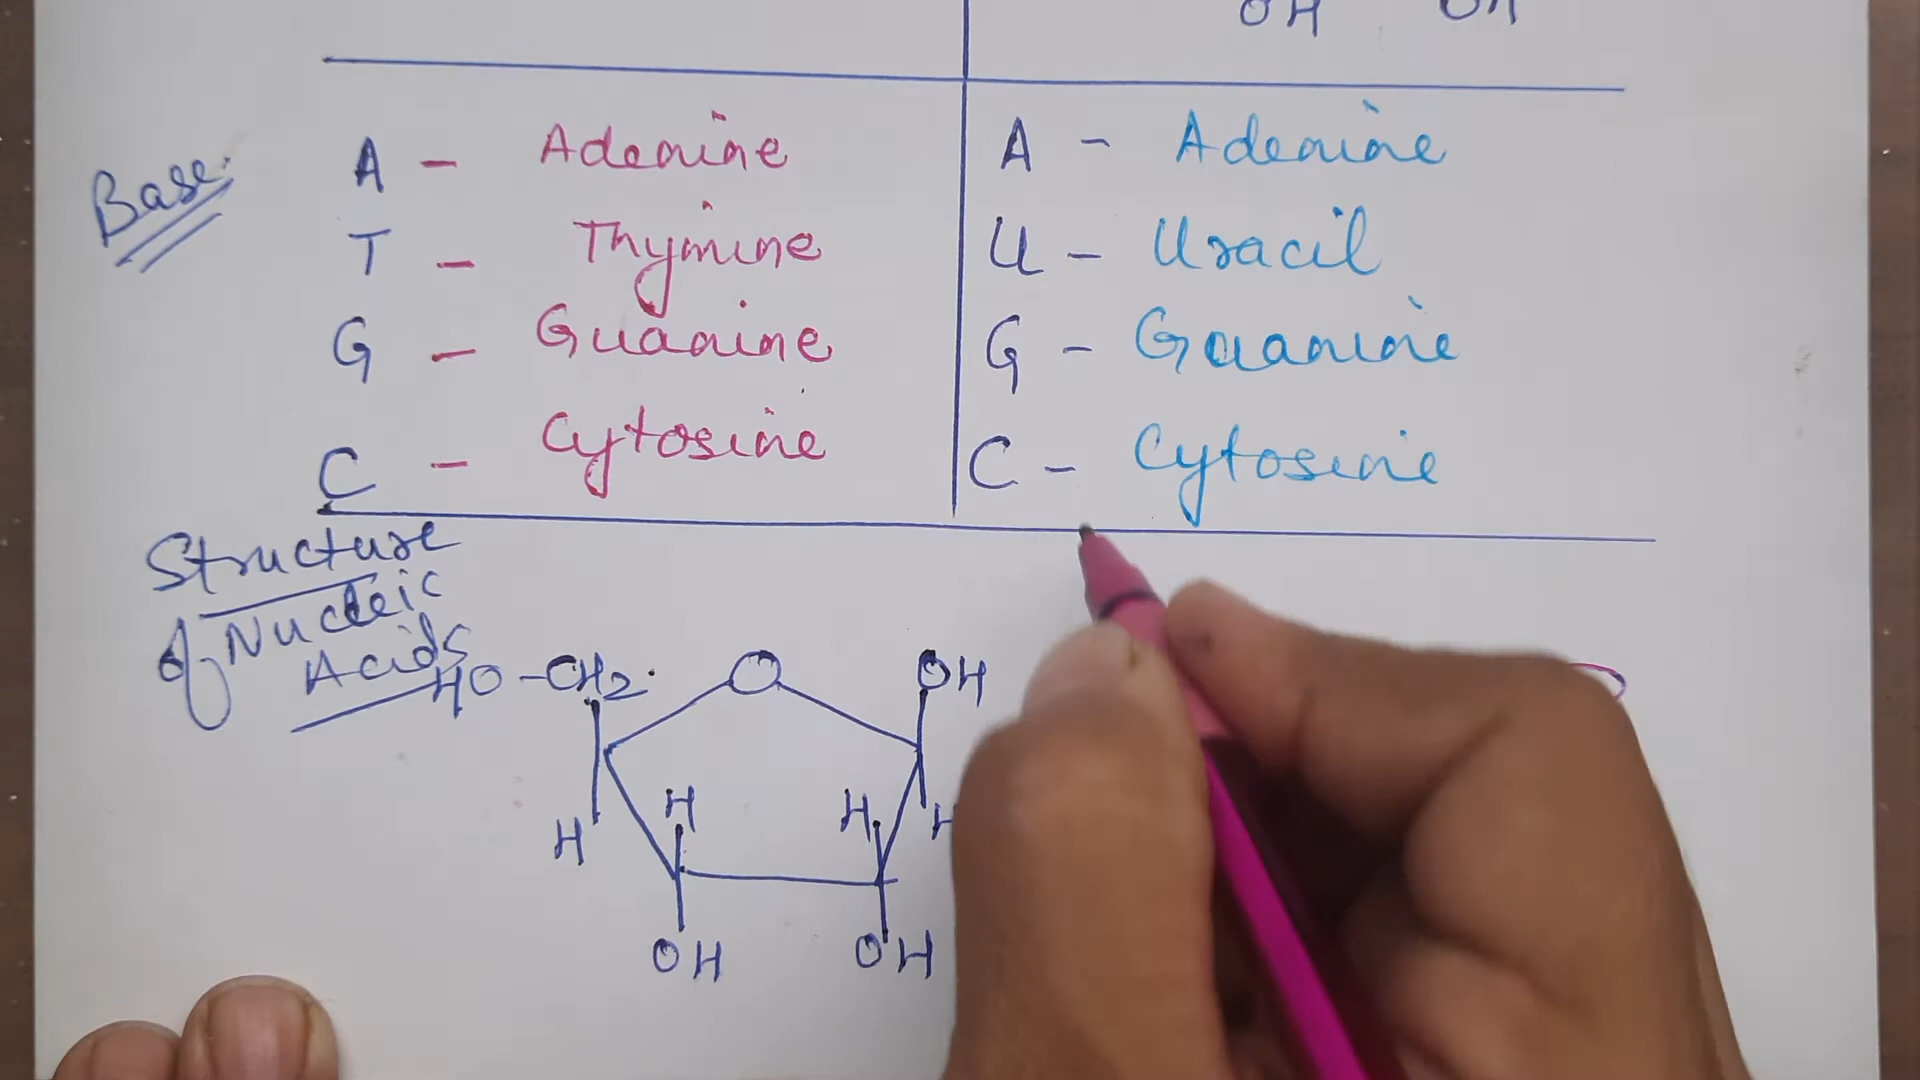 OH OH
Base:
A - Adenine A - Adenine
T - Thymine U - Uracil
G - Guanine G - Guanine
C - Cytosine C - Cytosine
Structure
of Nucleic
Acids
HO-CH2 O OH
H H H H
OH OH